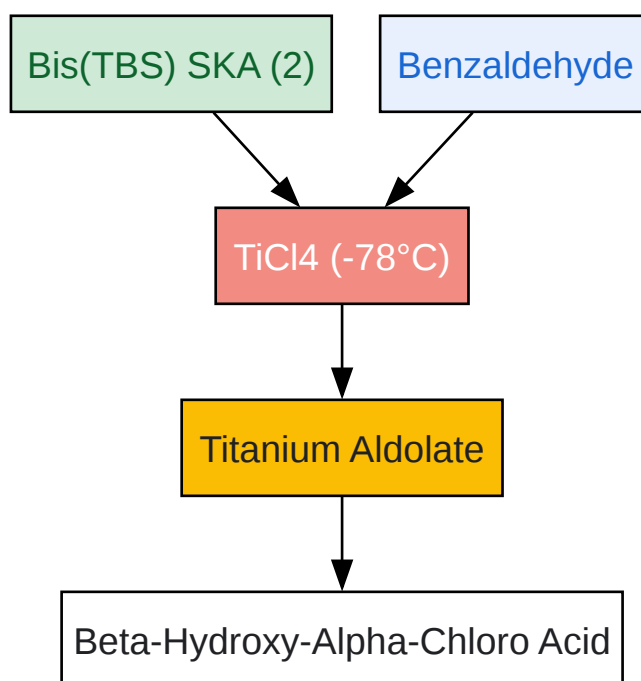 Bis(TBS) SKA (2)
Benzaldehyde
TiCl4 (-78°C)
Titanium Aldolate
Beta-Hydroxy-Alpha-Chloro Acid